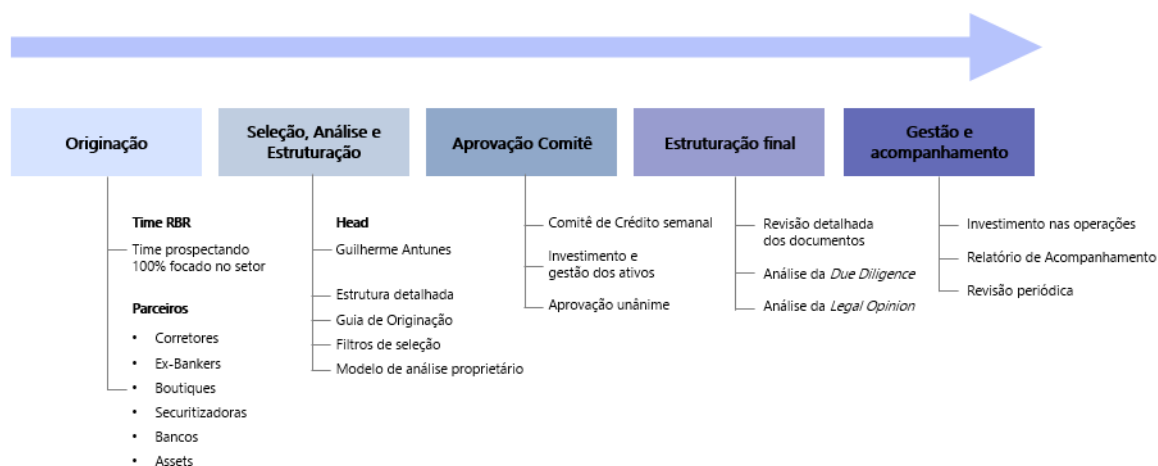 Originação
Time RBR
Time prospectando
100% focado no setor
Parceiros
• Corretores
• Ex-Bankers
• Boutiques
• Securitizadoras
• Bancos
• Assets
Seleção, Análise e
Estruturação
Head
Guilherme Antunes
Estrutura detalhada
Guia de Originação
Filtros de seleção
Modelo de análise proprietário
Aprovação Comitê
Comitê de Crédito semanal
Investimento e
gestão dos ativos
Aprovação unânime
Estruturação final
Revisão detalhada
dos documentos
Análise da Due Diligence
Análise da Legal Opinion
Gestão e
acompanhamento
Investimento nas operações
Relatório de Acompanhamento
Revisão periódica